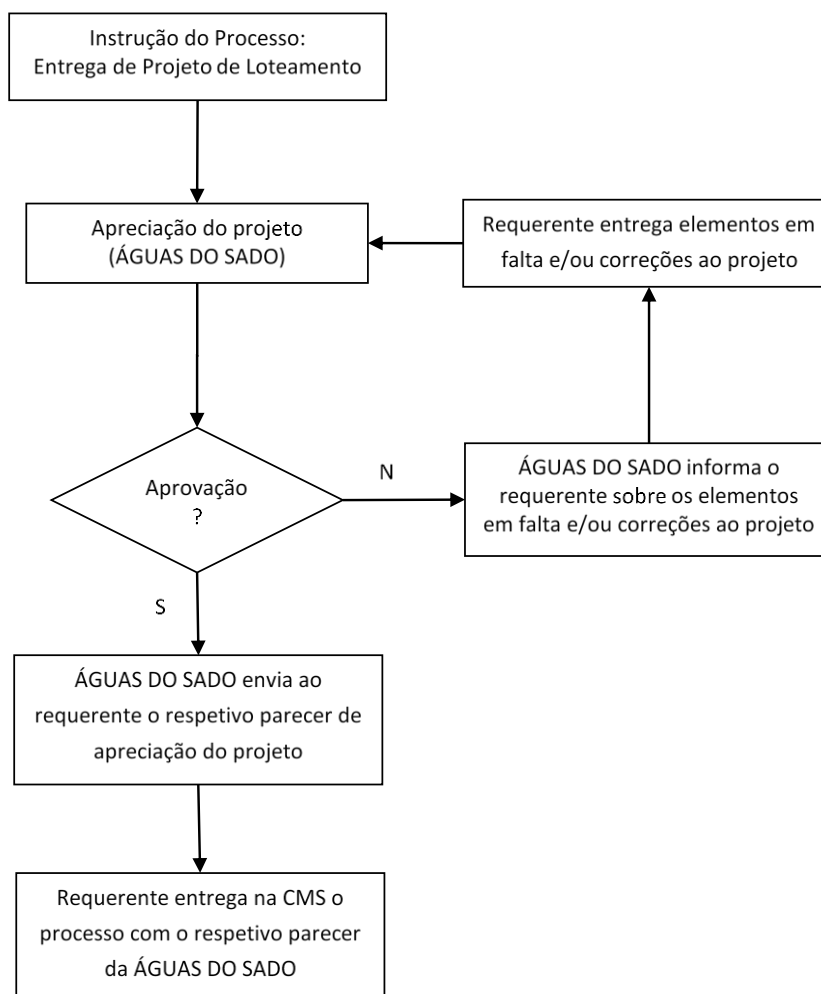 Instrução do Processo:
Entrega de Projeto de Loteamento
Apreciação do projeto
(ÁGUAS DO SADO)
Requerente entrega elementos em
falta e/ou correções ao projeto
Aprovação
?
N
ÁGUAS DO SADO informa o
requerente sobre os elementos
em falta e/ou correções ao projeto
S
ÁGUAS DO SADO envia ao
requerente o respetivo parecer de
apreciação do projeto
Requerente entrega na CMS o
processo com o respetivo parecer
da ÁGUAS DO SADO